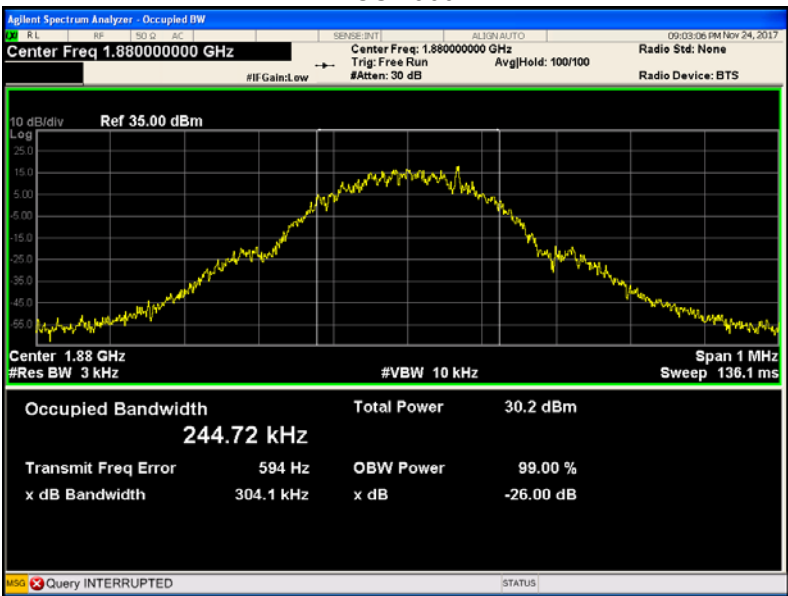 Agilent Spectrum Analyzer - Occupied BW
RL RF 50 Ω AC SENSE:INT ALIGN AUTO 09:03:06 PM Nov 24, 2017
Center Freq 1.880000000 GHz Center Freq: 1.880000000 GHz Radio Std: None
Trig: Free Run Avg|Hold: 100/100
#IFGain:Low #Atten: 30 dB Radio Device: BTS
10 dB/div Ref 35.00 dBm
Log
25.0
15.0
5.00
-5.00
-15.0
-25.0
-35.0
-45.0
-55.0
Center 1.88 GHz Span 1 MHz
#Res BW 3 kHz #VBW 10 kHz Sweep 136.1 ms
Occupied Bandwidth Total Power 30.2 dBm
244.72 kHz
Transmit Freq Error 594 Hz OBW Power 99.00 %
x dB Bandwidth 304.1 kHz x dB -26.00 dB
MSG Query INTERRUPTED STATUS